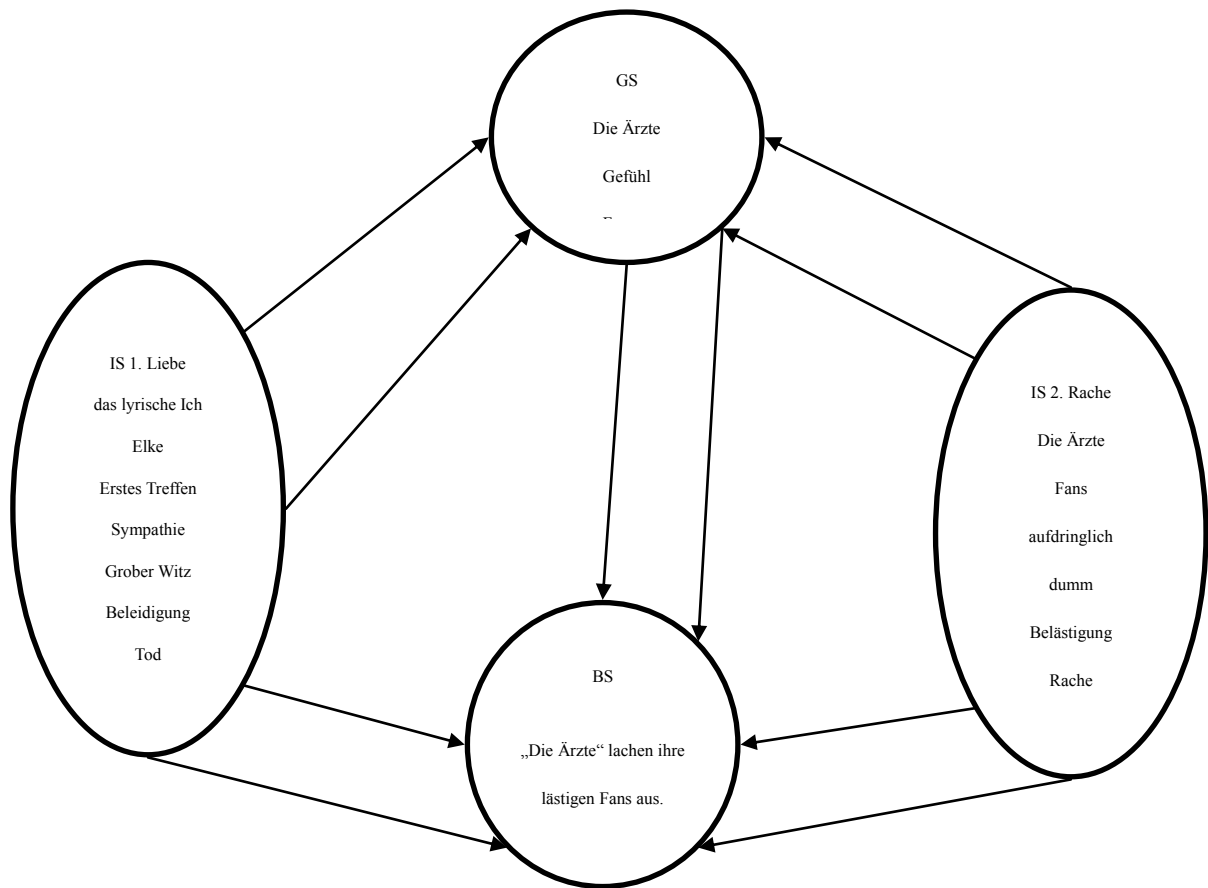 GS
Die Ärzte
Gefühl
IS 1. Liebe
das lyrische Ich
Elke
Erstes Treffen
Sympathie
Grober Witz
Beleidigung
Tod
IS 2. Rache
Die Ärzte
Fans
aufdringlich
dumm
Belästigung
Rache
BS
„Die Ärzte“ lachen ihre
lästigen Fans aus.